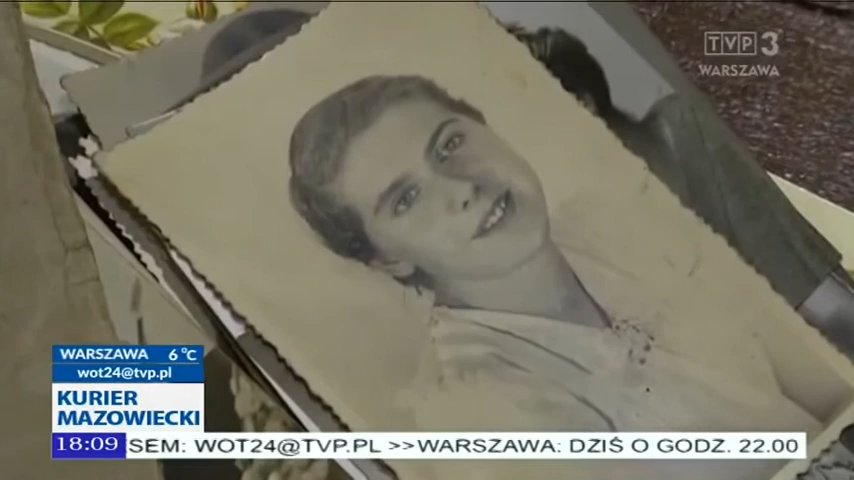 TVP3
WARSZAWA
WARSZAWA 6°C
wot24@tvp.pl
KURIER
MAZOWIECKI
18:09 SEM: WOT24@TVP.PL >>WARSZAWA: DZIŚ O GODZ. 22.00